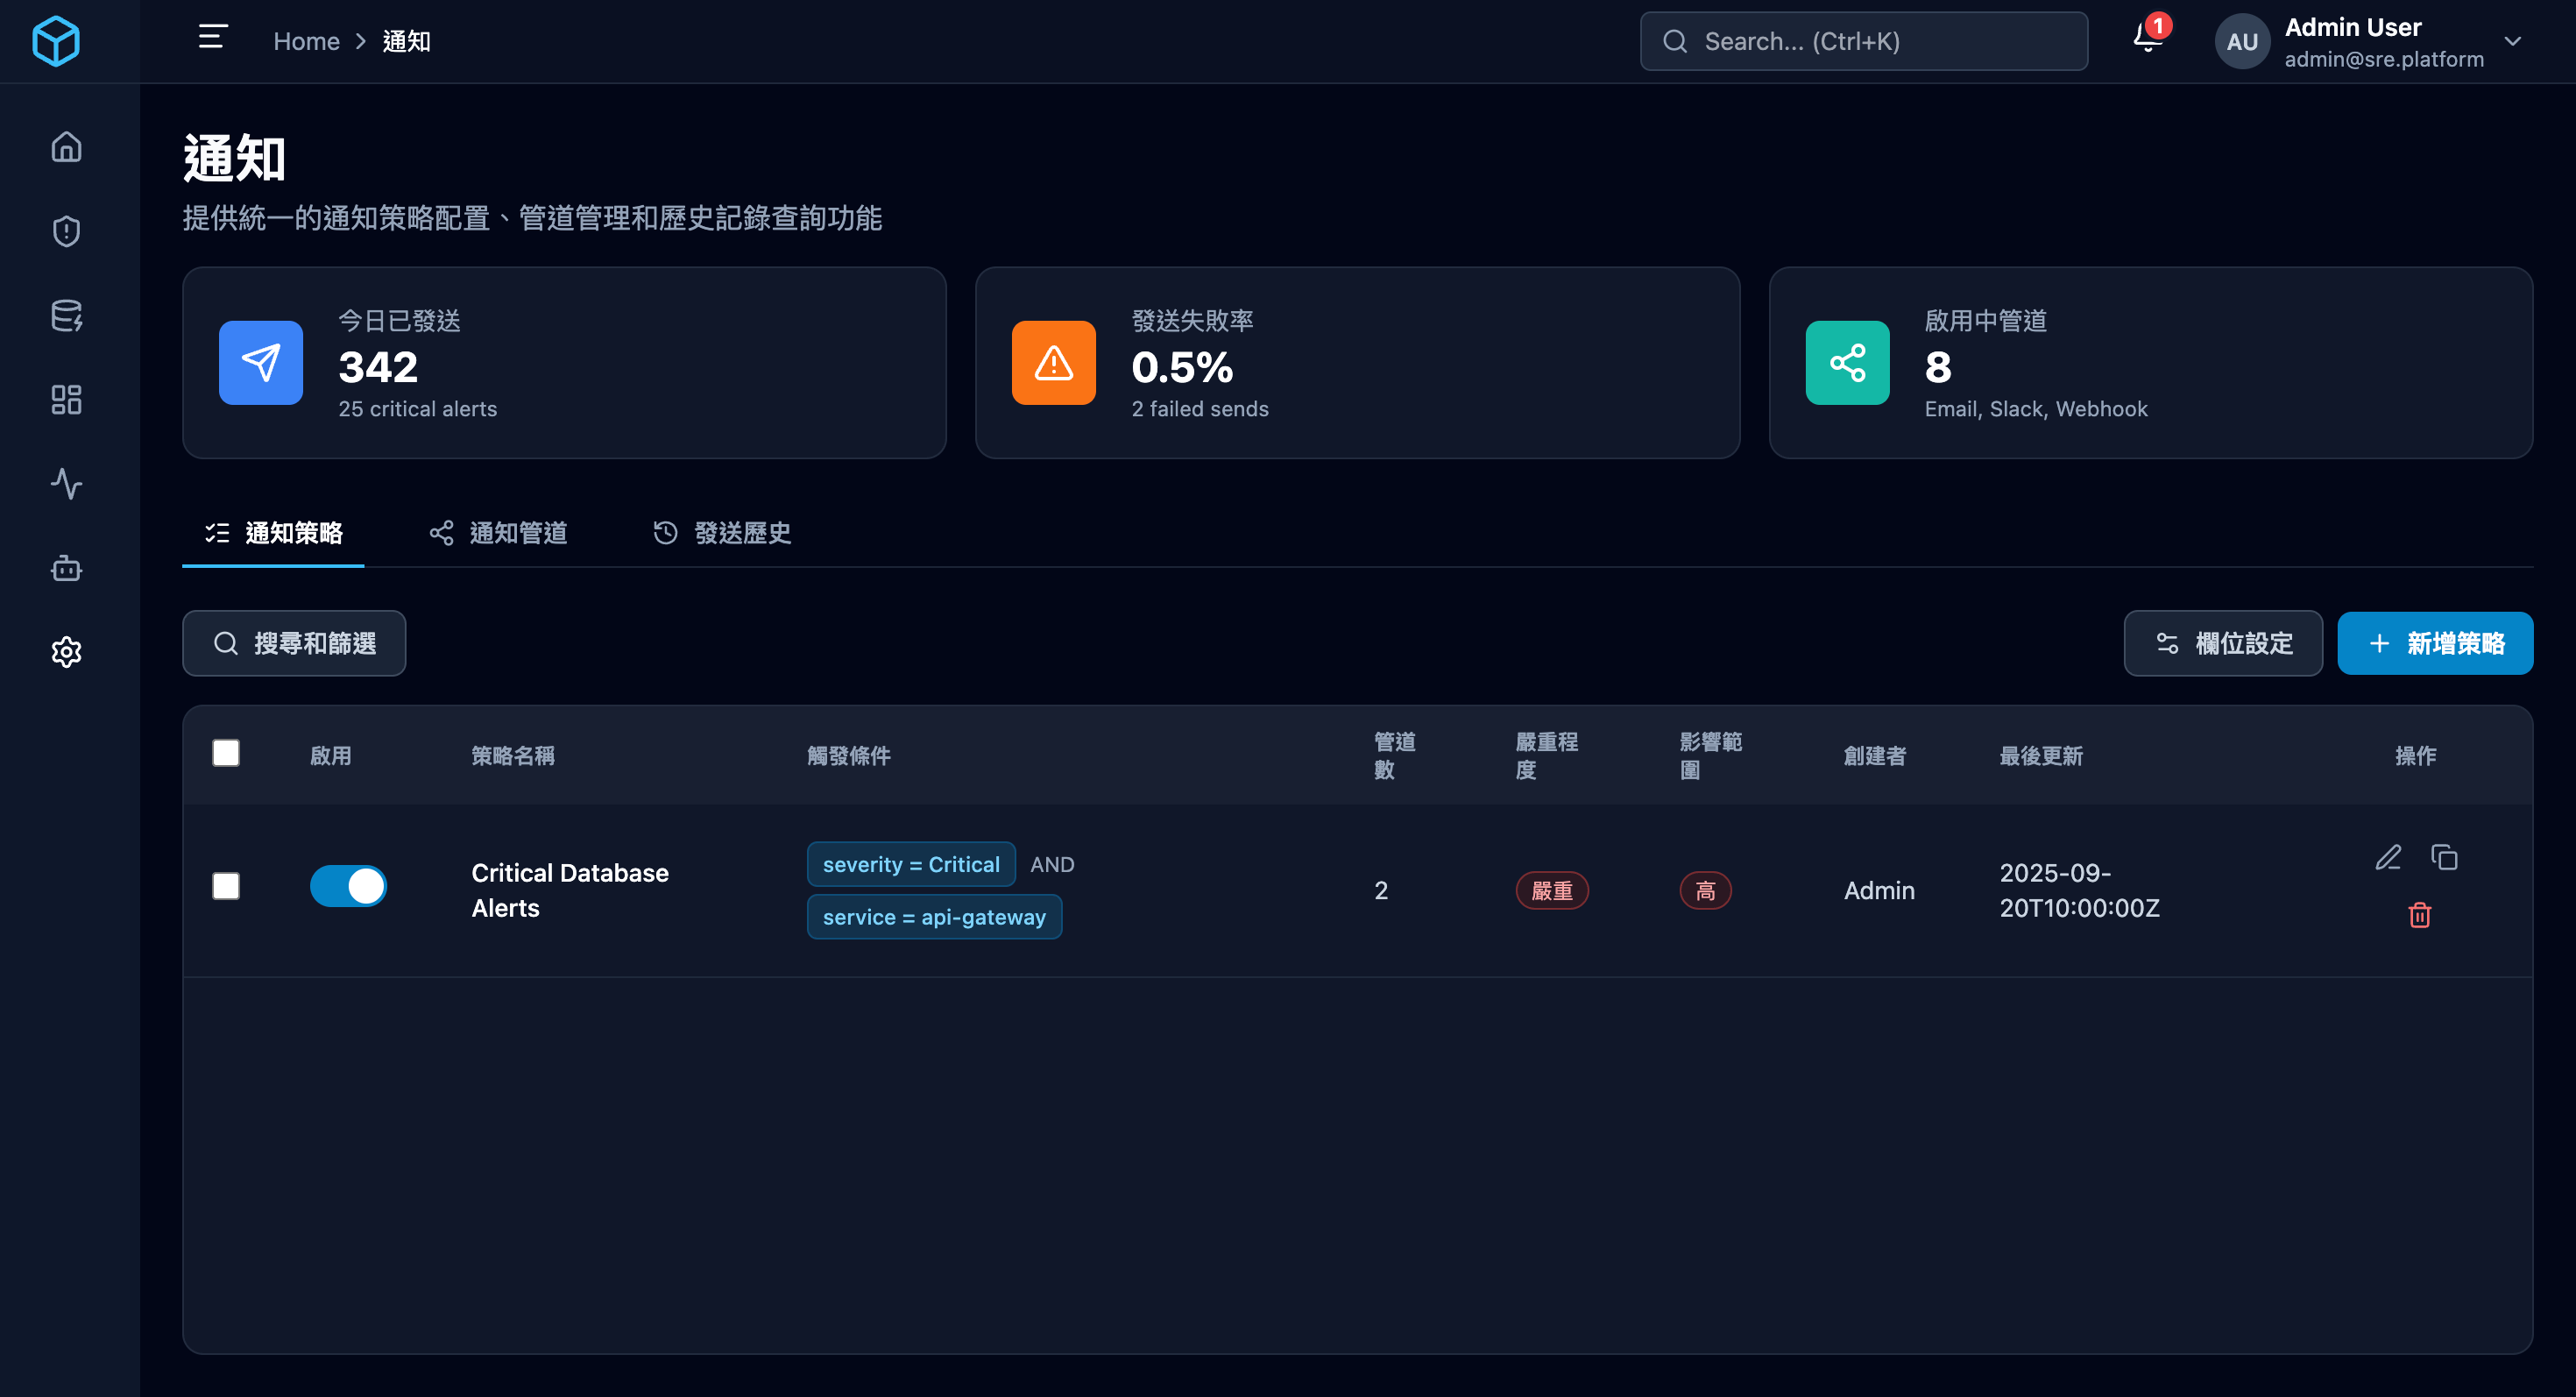 Home > 通知
Search... (Ctrl+K)
1
AU
Admin User
admin@sre.platform
通知
提供統一的通知策略配置、管道管理和歷史記錄查詢功能
今日已發送
342
25 critical alerts
發送失敗率
0.5%
2 failed sends
啟用中管道
8
Email, Slack, Webhook
通知策略
通知管道
發送歷史
搜尋和篩選
欄位設定
新增策略
啟用
策略名稱
觸發條件
管道
數
嚴重程
度
影響範
圍
創建者
最後更新
操作
Critical Database
Alerts
severity = Critical AND
service = api-gateway
2
嚴重
高
Admin
2025-09-
20T10:00:00Z